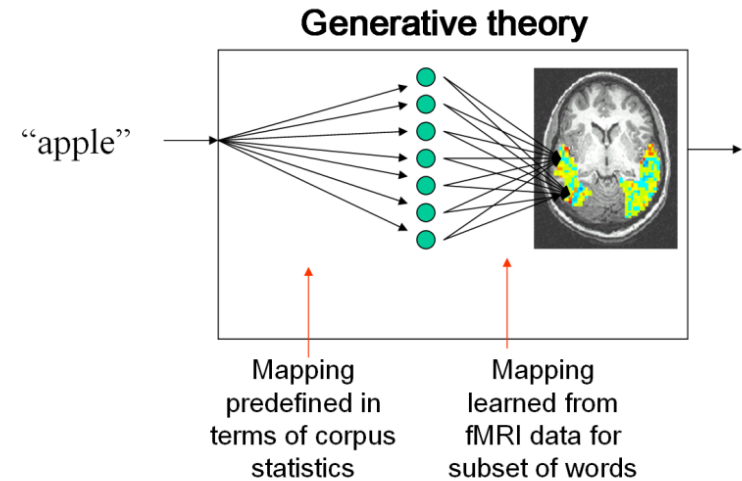 Generative theory
“apple”
Mapping
predefined in
terms of corpus
statistics
Mapping
learned from
fMRI data for
subset of words